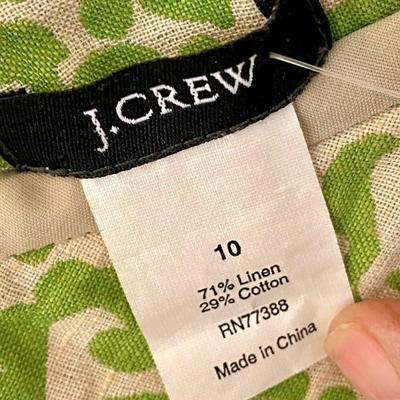 J.CREW
10
71% Linen
29% Cotton
RN77388
Made in China